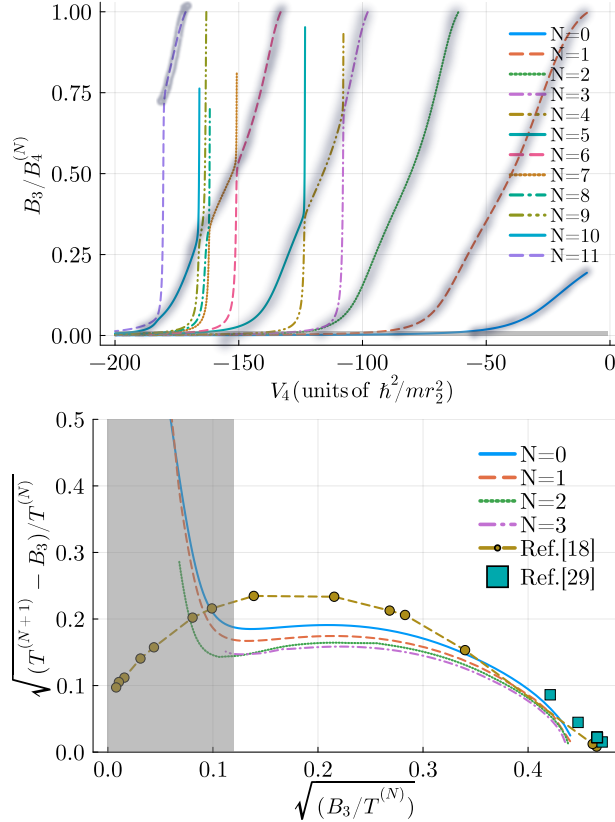 1.00
0.75
0.50
0.25
0.00
B₃/B₄⁽ᴺ⁾
N=0
N=1
N=2
N=3
N=4
N=5
N=6
N=7
N=8
N=9
N=10
N=11
−200
−150
−100
−50
0
V₄(units of ℏ²/mr₂²)
0.5
0.4
0.3
0.2
0.1
0.0
√(T⁽ᴺ⁺¹⁾ − B₃)/T⁽ᴺ⁾
N=0
N=1
N=2
N=3
Ref.[18]
Ref.[29]
0.0
0.1
0.2
0.3
0.4
√(B₃/T⁽ᴺ⁾)